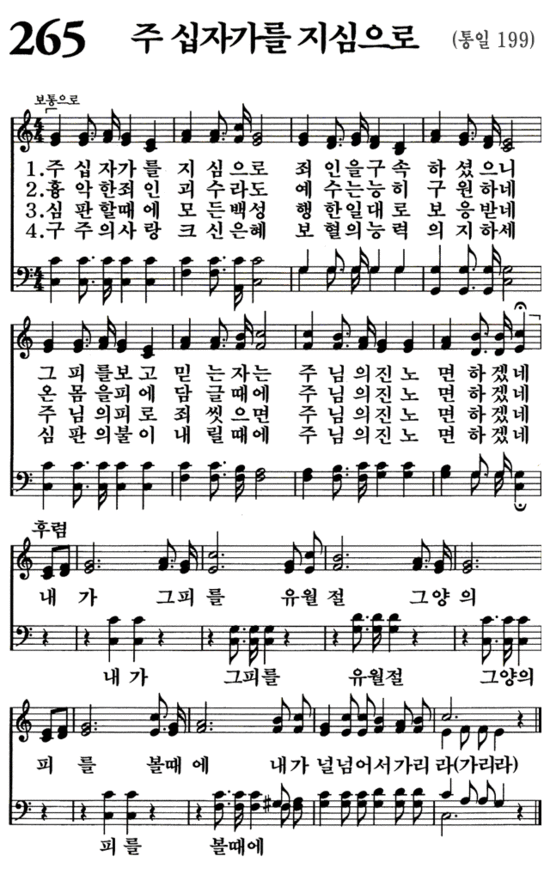 265 주 십자가를 지심으로 (통일 199)
보통으로
1.주 십자가를 지심으로 죄인을구속 하셨으니
2.흉악한죄인 괴수라도 예수는능히 구원하네
3.심판할때에 모든백성 행한일대로 보응받네
4.구주의사랑 크신은혜 보혈의능력 의지하세
그 피를보고 믿는자는 주님의진노 면하겠네
온 몸을피에 담글때에 주님의진노 면하겠네
주님의피로 죄씻으면 주님의진노 면하겠네
심판의불이 내릴때에 주님의진노 면하겠네
후렴
내 가 그피를 유월절 그양의
내가 그피를 유월절 그양의
피 를 볼때에 내가 널넘어서가리라(가리라)
피를 볼때에